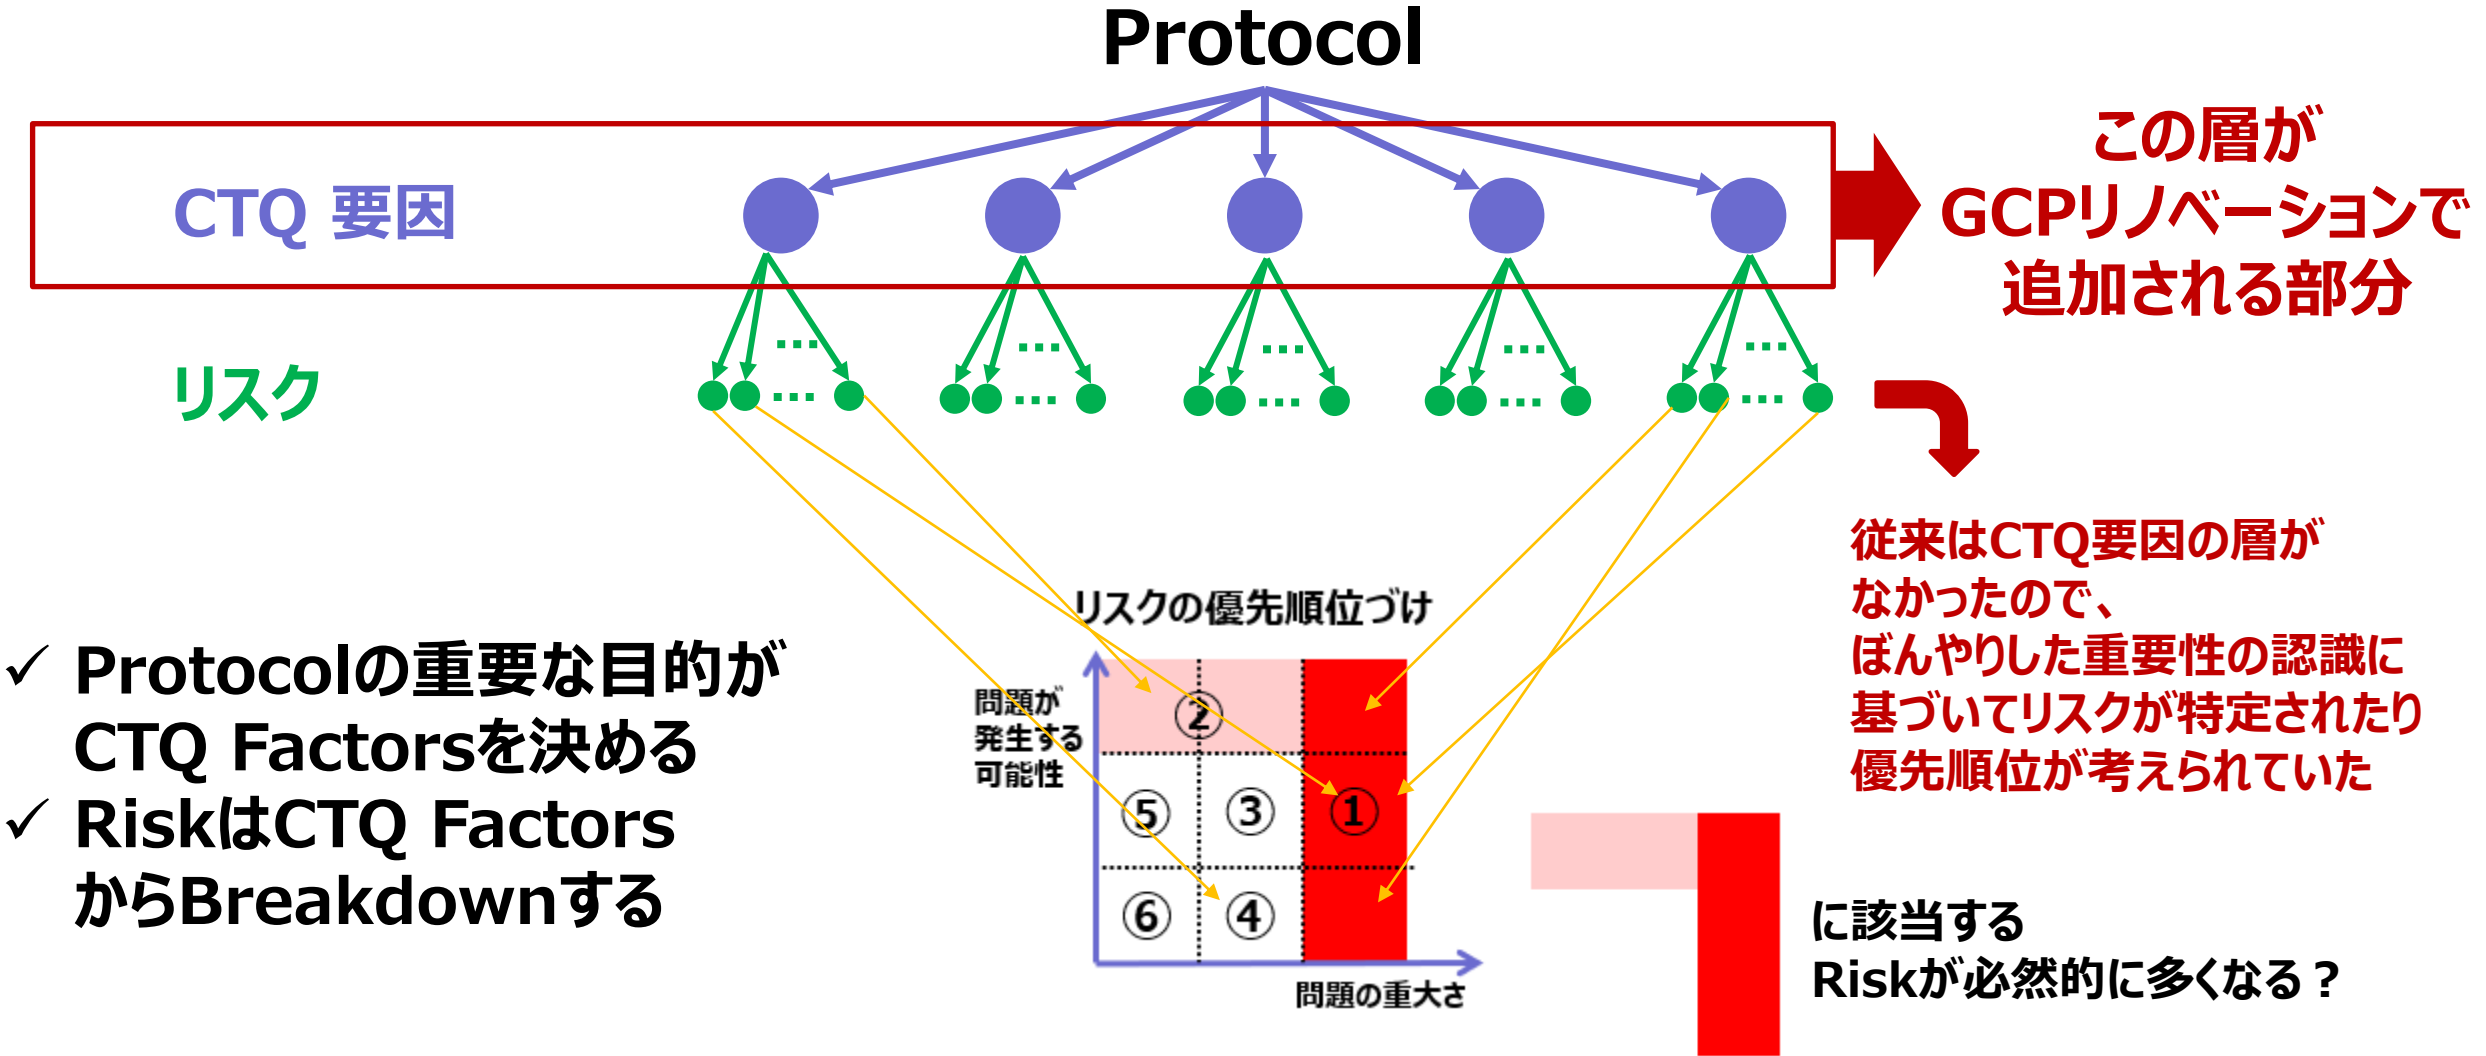 Protocol
CTQ 要因
この層が
GCPリノベーションで
追加される部分
リスク
従来はCTQ要因の層が
なかったので、
ぼんやりした重要性の認識に
基づいてリスクが特定されたり
優先順位が考えられていた
✓ Protocolの重要な目的が
CTQ Factorsを決める
✓ RiskはCTQ Factors
からBreakdownする
リスクの優先順位づけ
問題が
発生する
可能性
②
⑤ ③ ①
⑥ ④
問題の重大さ
に該当する
Riskが必然的に多くなる？